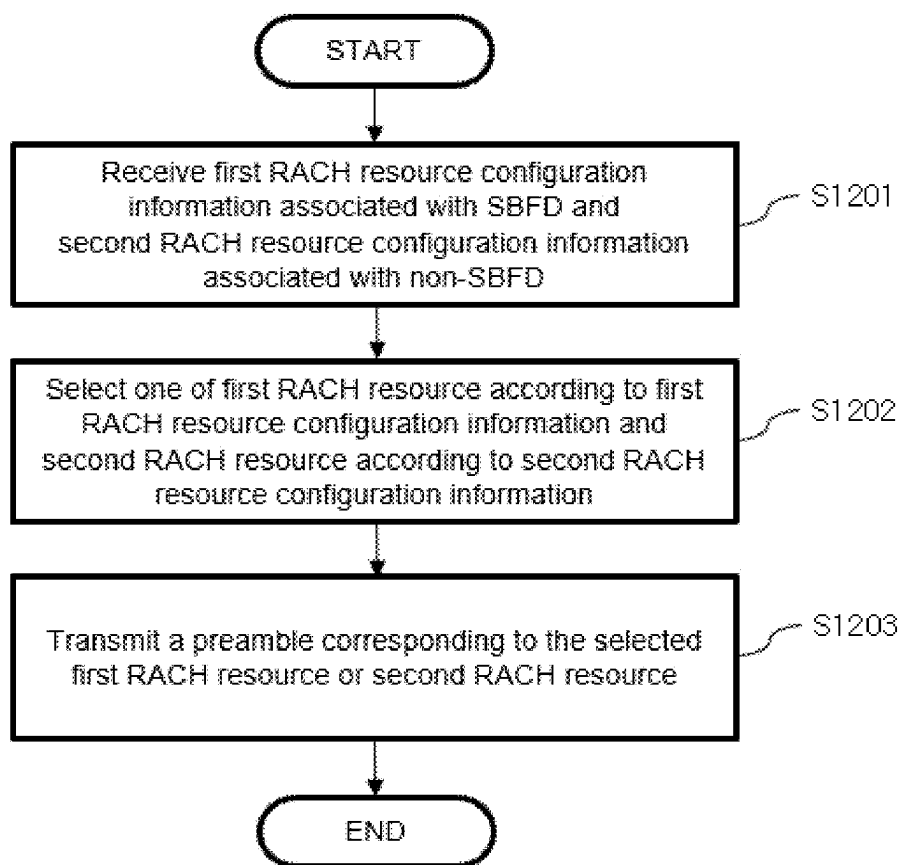 START
Receive first RACH resource configuration
information associated with SBFD and
second RACH resource configuration information
associated with non-SBFD
S1201
Select one of first RACH resource according to first
RACH resource configuration information and
second RACH resource according to second RACH
resource configuration information
S1202
Transmit a preamble corresponding to the selected
first RACH resource or second RACH resource
S1203
END